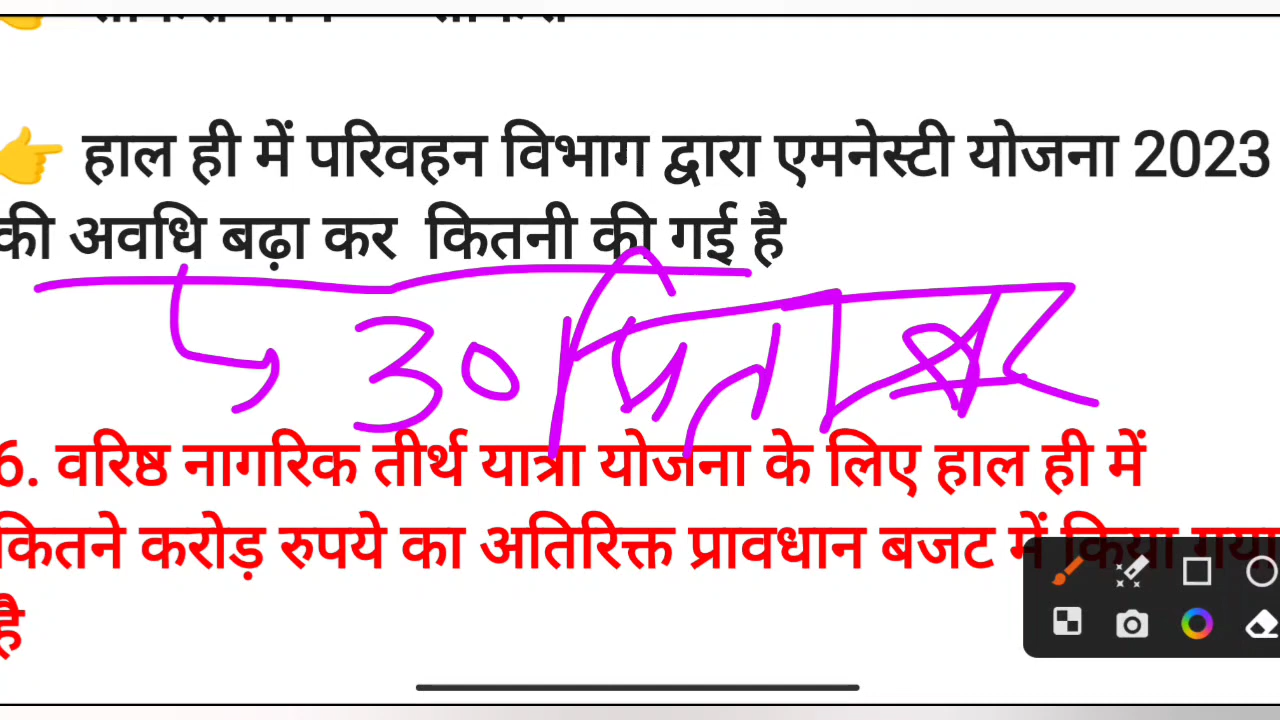 👉 हाल ही में परिवहन विभाग द्वारा एमनेस्टी योजना 2023
की अवधि बढ़ा कर कितनी की गई है
30 सितम्बर
6. वरिष्ठ नागरिक तीर्थ यात्रा योजना के लिए हाल ही में
कितने करोड़ रुपये का अतिरिक्त प्रावधान बजट में किया गया
है